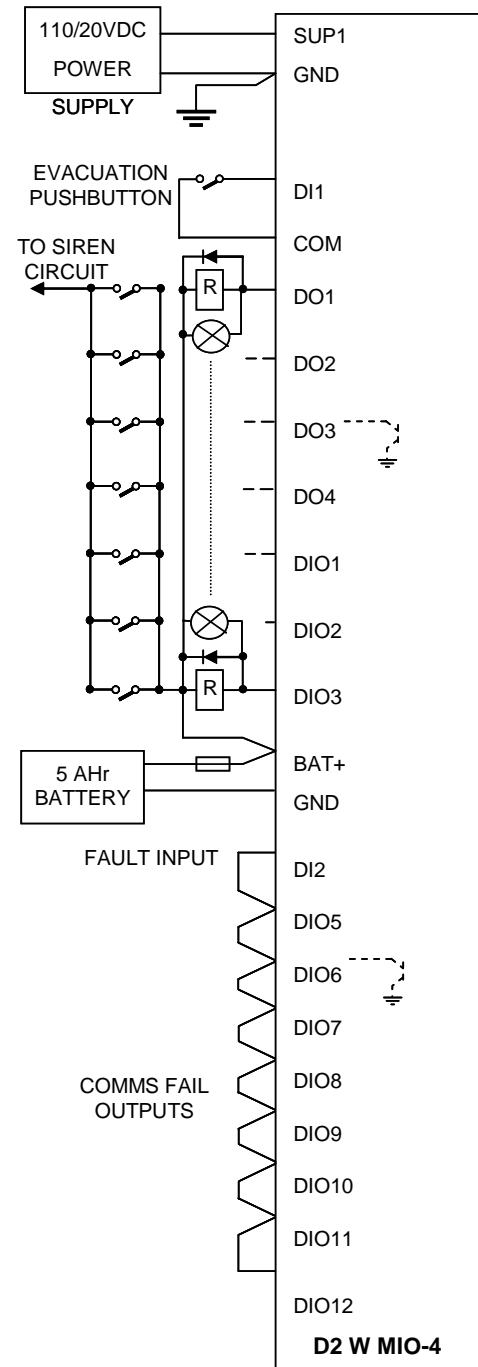 110/20VDC
POWER
SUPPLY
SUP1
GND
EVACUATION
PUSHBUTTON
DI1
COM
TO SIREN
CIRCUIT
R
DO1
DO2
DO3
DO4
DIO1
DIO2
R
DIO3
5 AHr
BATTERY
BAT+
GND
FAULT INPUT
DI2
DIO5
DIO6
DIO7
COMMS FAIL
OUTPUTS
DIO8
DIO9
DIO10
DIO11
DIO12
D2 W MIO-4